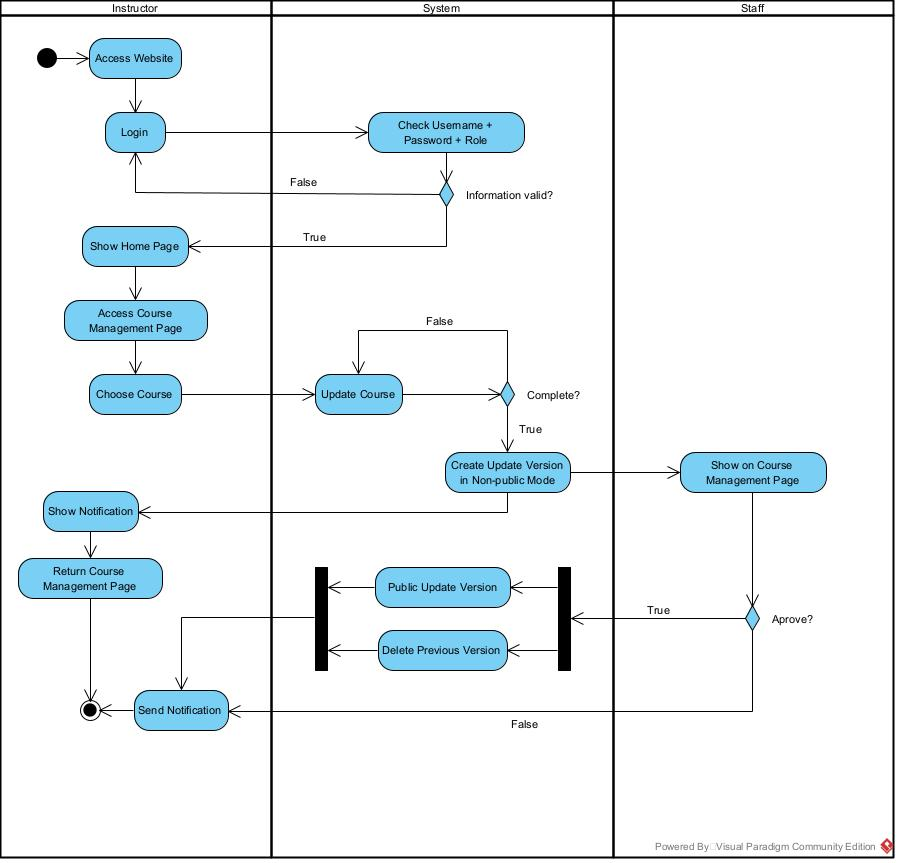 Instructor
System
Staff
Access Website
Login
Check Username +
Password + Role
False
Information valid?
True
Show Home Page
Access Course
Management Page
False
Choose Course
Update Course
Complete?
True
Create Update Version
in Non-public Mode
Show on Course
Management Page
Show Notification
Return Course
Management Page
Public Update Version
True
Aprove?
Delete Previous Version
Send Notification
False
Powered By Visual Paradigm Community Edition